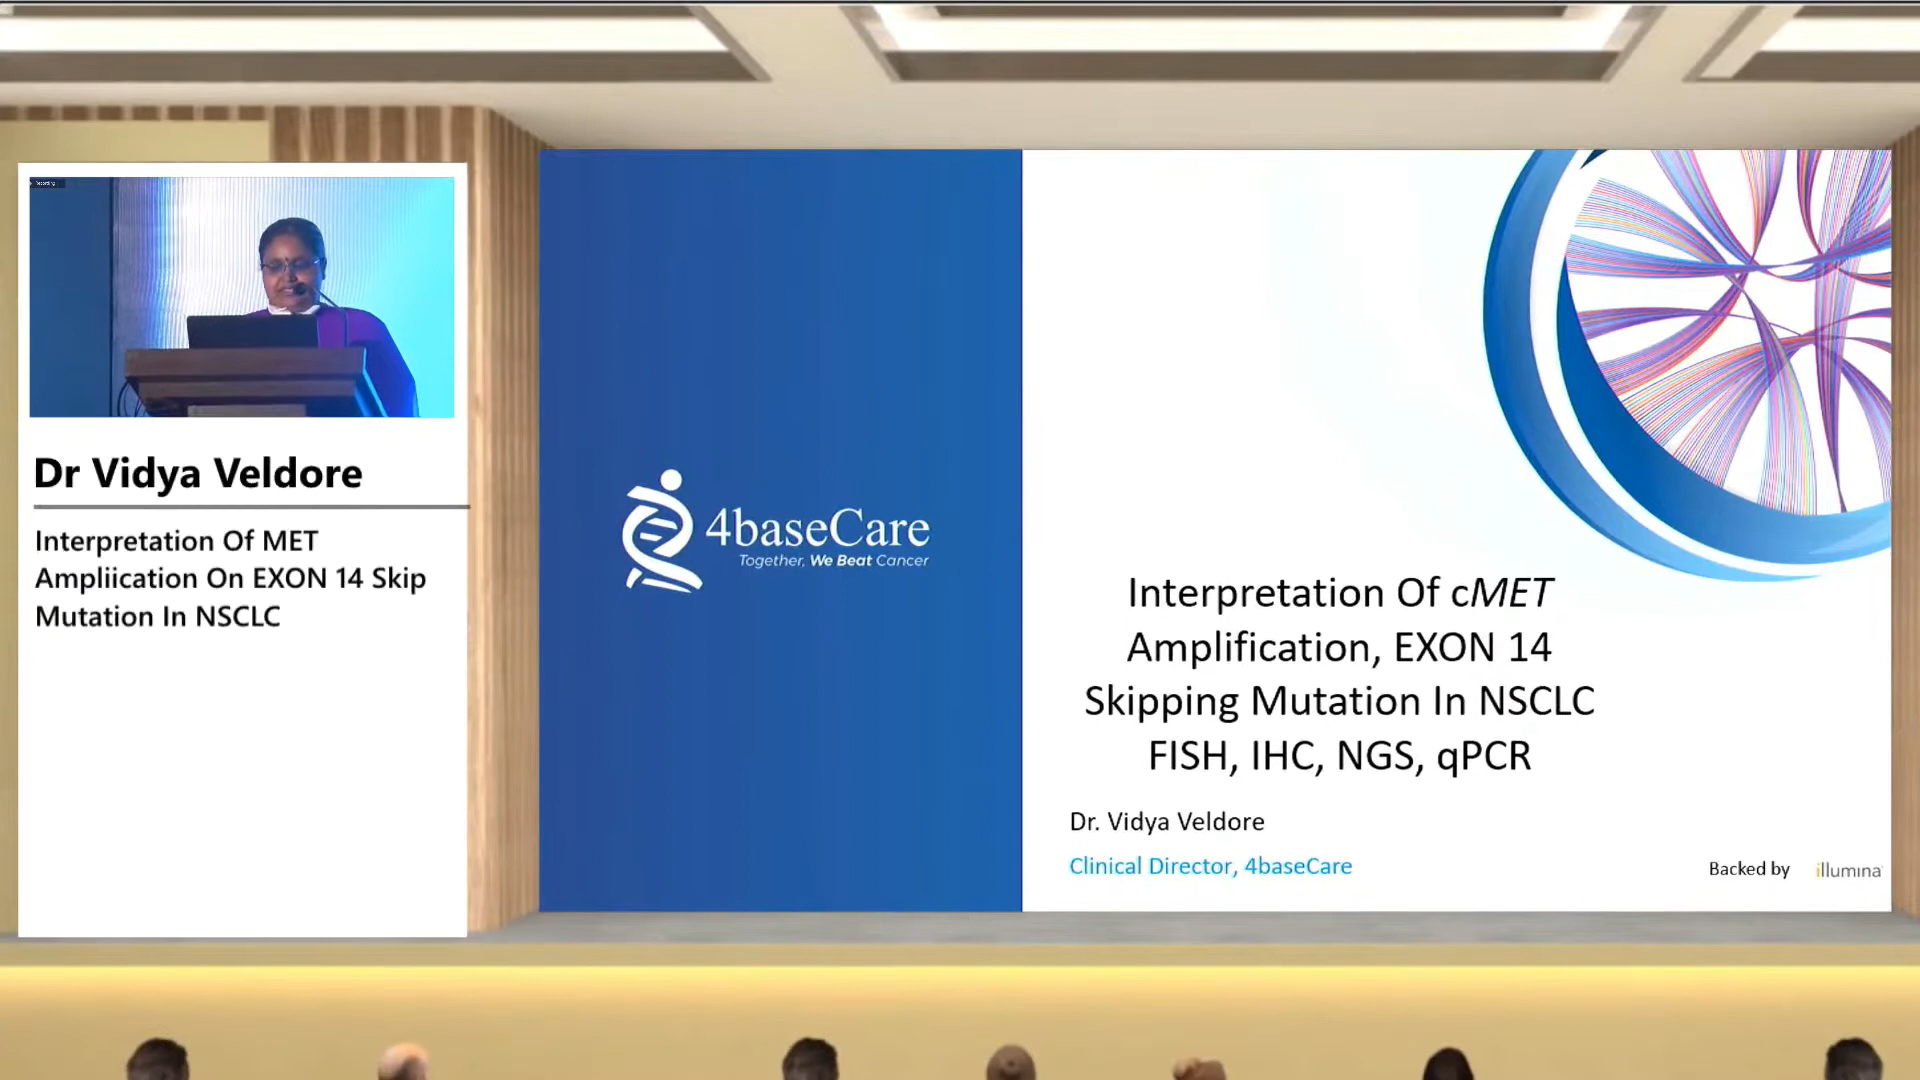 Recording
Dr Vidya Veldore
Interpretation Of MET
Ampliication On EXON 14 Skip
Mutation In NSCLC
4baseCare
Together, We Beat Cancer
Interpretation Of cMET
Amplification, EXON 14
Skipping Mutation In NSCLC
FISH, IHC, NGS, qPCR
Dr. Vidya Veldore
Clinical Director, 4baseCare
Backed by illumina